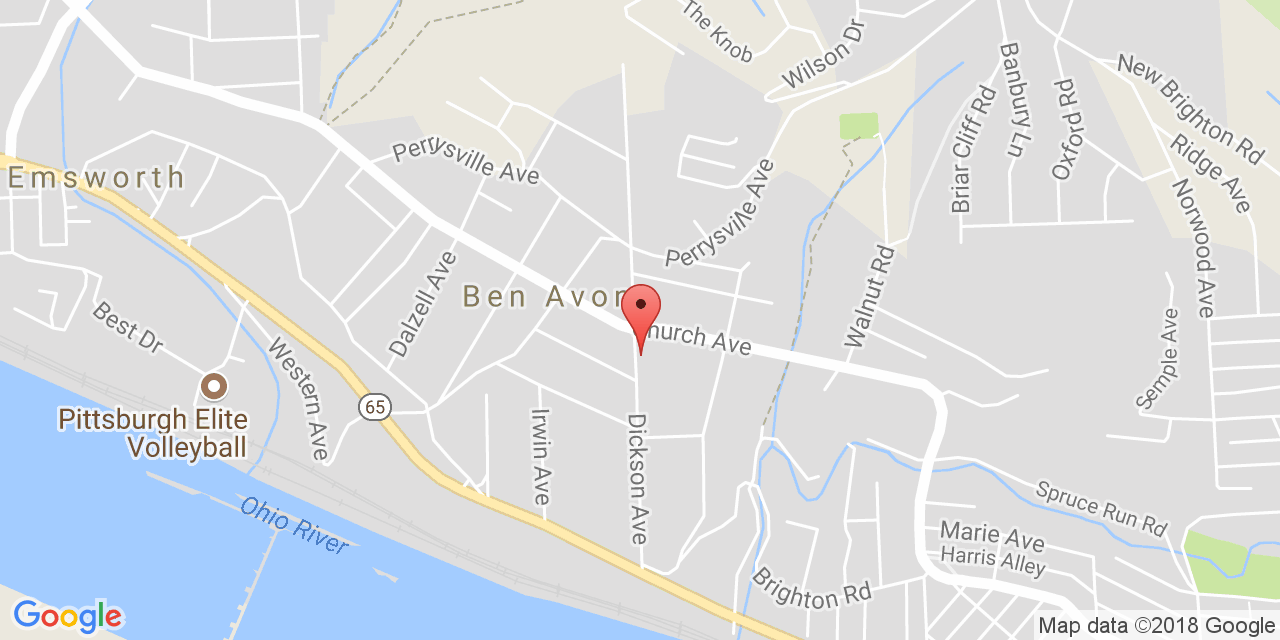 The Knob
Wilson Dr
New Brighton Rd
Banbury Ln
Oxford Rd
Briar Cliff Rd
Ridge Ave
Perrysville Ave
Emsworth
Norwood Ave
Perrysville Ave
Walnut Rd
Dalzell Ave
Ben Avon
Church Ave
Best Dr
Semple Ave
Western Ave
65
Pittsburgh Elite
Volleyball
Irwin Ave
Dickson Ave
Ohio River
Spruce Run Rd
Marie Ave
Harris Alley
Brighton Rd
Google
Map data ©2018 Google